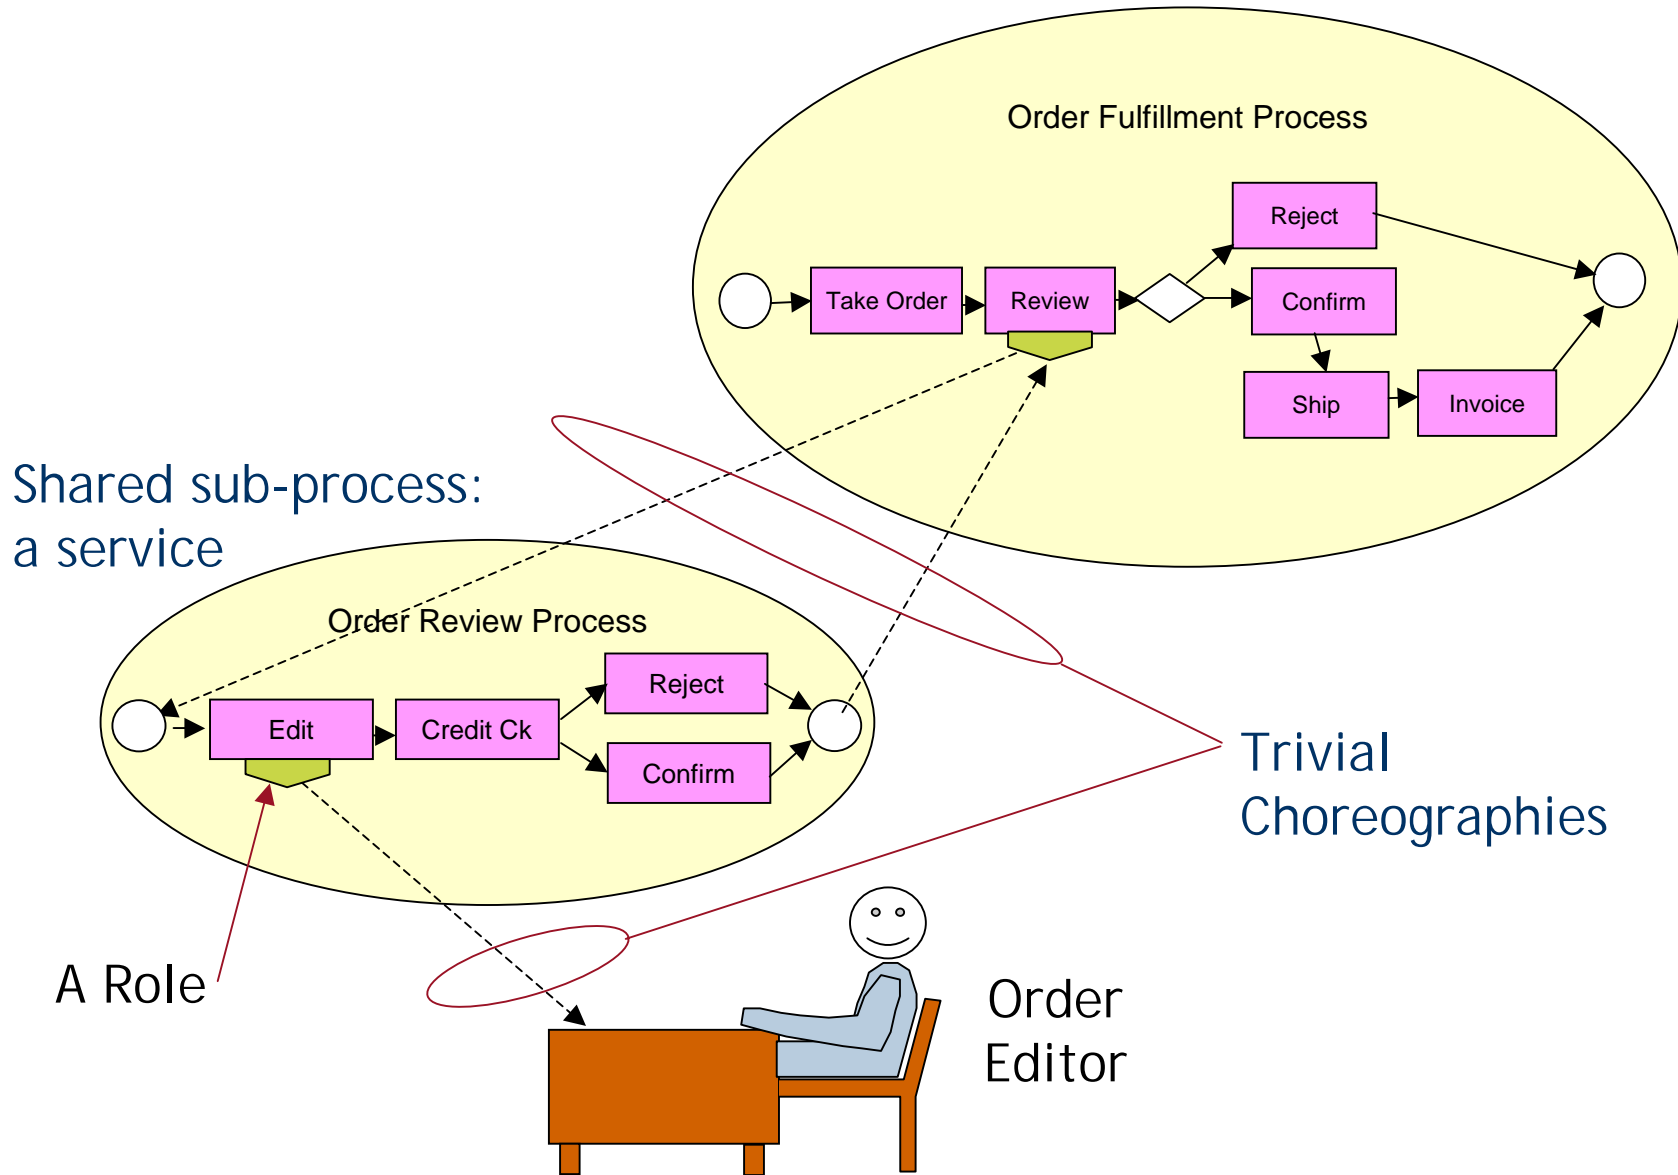 Order Fulfillment Process
Reject
Take Order
Review
Confirm
Ship
Invoice
Shared sub-process:
a service
Order Review Process
Reject
Edit
Credit Ck
Confirm
Trivial
Choreographies
A Role
Order
Editor